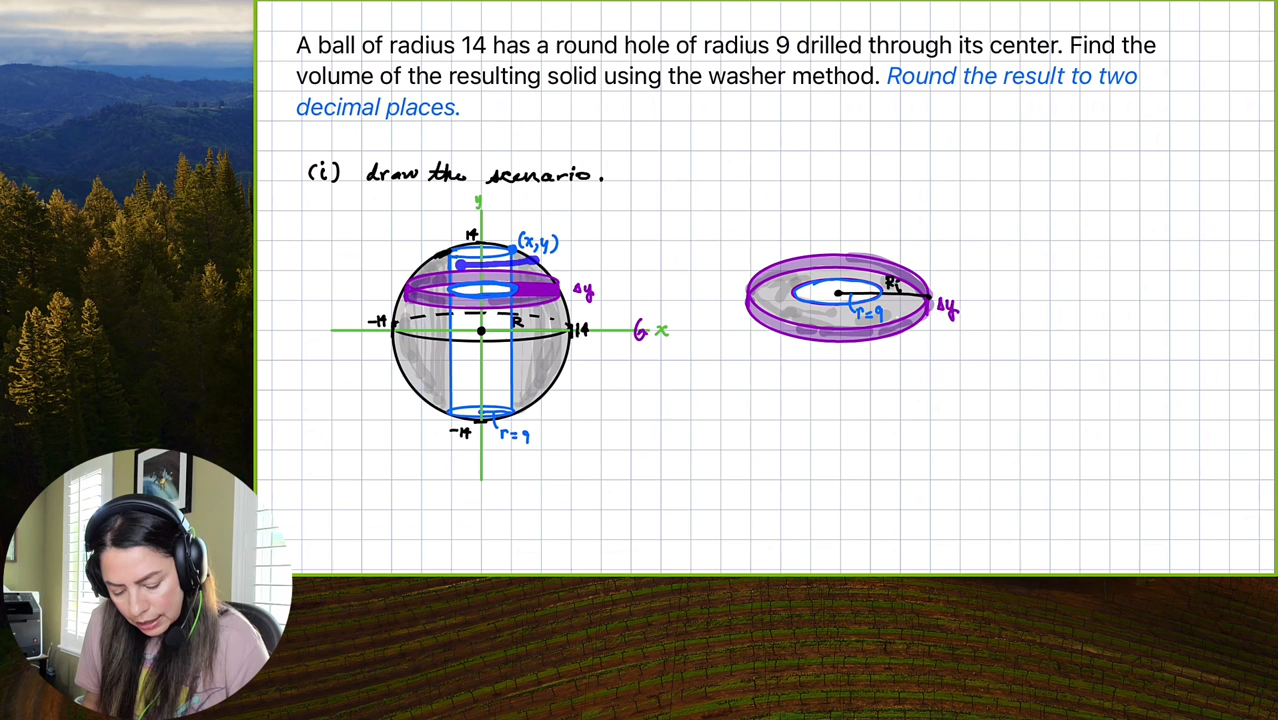 A ball of radius 14 has a round hole of radius 9 drilled through its center. Find the
volume of the resulting solid using the washer method. Round the result to two
decimal places.
(i) draw the scenario.
y
14
(x,y)
Δy
-14
R
14
x
-14
r=9
Ri
r=9
Δy